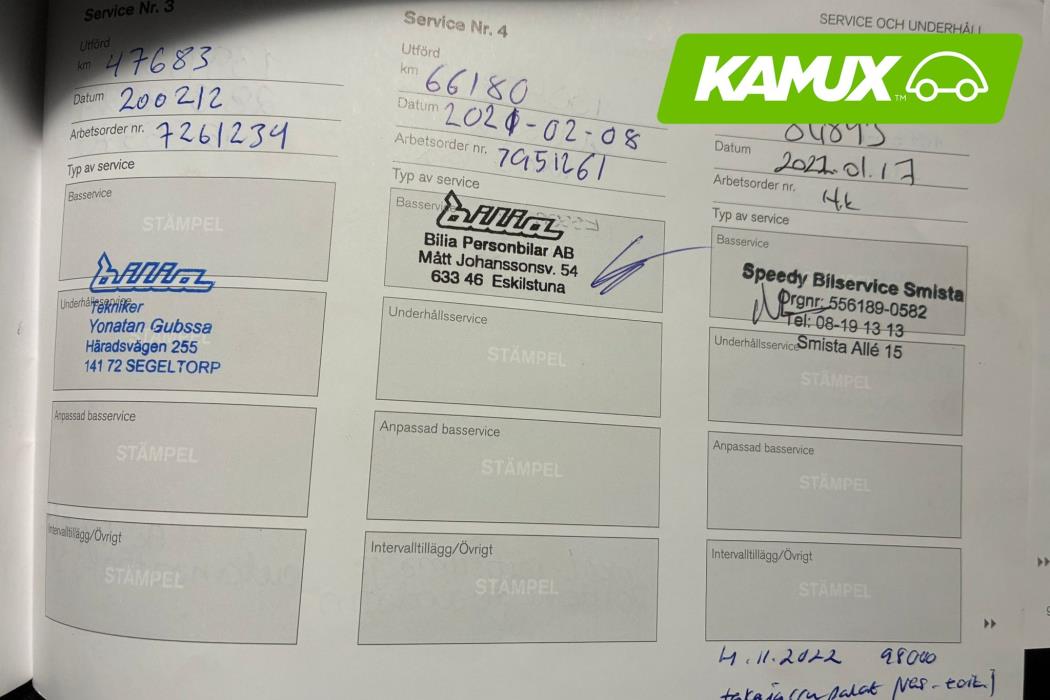 Service Nr. 3
Utförd
km 47683
Datum 200212
Arbetsorder nr. 7261234
Typ av service
Basservice
STÄMPEL
bilia
Underhållsservice
Tekniker
Yonatan Gubssa
Häradsvägen 255
141 72 SEGELTORP
Anpassad basservice
STÄMPEL
Intervalltillägg/Övrigt
STÄMPEL
Service Nr. 4
Utförd
km 66180
Datum 2021-02-08
Arbetsorder nr. 7951261
Typ av service
Basservice
bilia
Bilia Personbilar AB
Mått Johanssonsv. 54
633 46 Eskilstuna
Underhållsservice
STÄMPEL
Anpassad basservice
STÄMPEL
Intervalltillägg/Övrigt
STÄMPEL
SERVICE OCH UNDERHÅLL
KAMUX™
Datum 2022.01.17
Arbetsorder nr. H.k
Typ av service
Basservice
Speedy Bilservice Smista
Orgnr: 556189-0582
Tel: 08-19 13 13
Underhållsservice Smista Allé 15
STÄMPEL
Anpassad basservice
STÄMPEL
Intervalltillägg/Övrigt
STÄMPEL
4.11.2022 98000